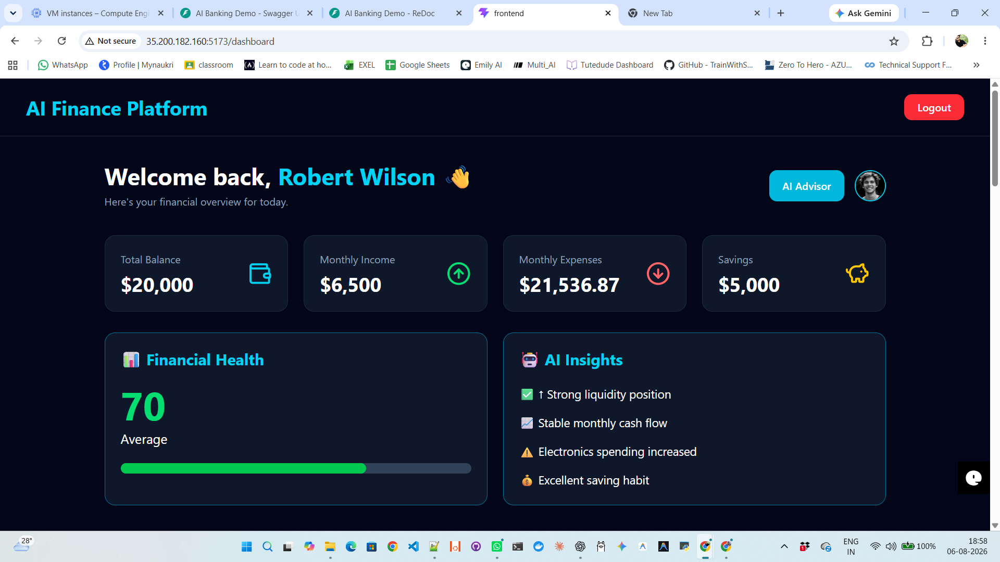 VM instances – Compute Engi
AI Banking Demo - Swagger U
AI Banking Demo - ReDoc
frontend
New Tab
Ask Gemini
Not secure
35.200.182.160:5173/dashboard
WhatsApp
Profile | Mynaukri
classroom
Learn to code at ho...
EXEL
Google Sheets
Emily AI
Multi_AI
Tutedude Dashboard
GitHub - TrainWithS...
Zero To Hero - AZU...
Technical Support F...
AI Finance Platform
Logout
Welcome back, Robert Wilson 👋
Here's your financial overview for today.
AI Advisor
Total Balance
$20,000
Monthly Income
$6,500
Monthly Expenses
$21,536.87
Savings
$5,000
📊 Financial Health
70
Average
🤖 AI Insights
✅ ↑ Strong liquidity position
📈 Stable monthly cash flow
⚠️ Electronics spending increased
💰 Excellent saving habit
28°
ENG
IN
100%
18:58
06-08-2026